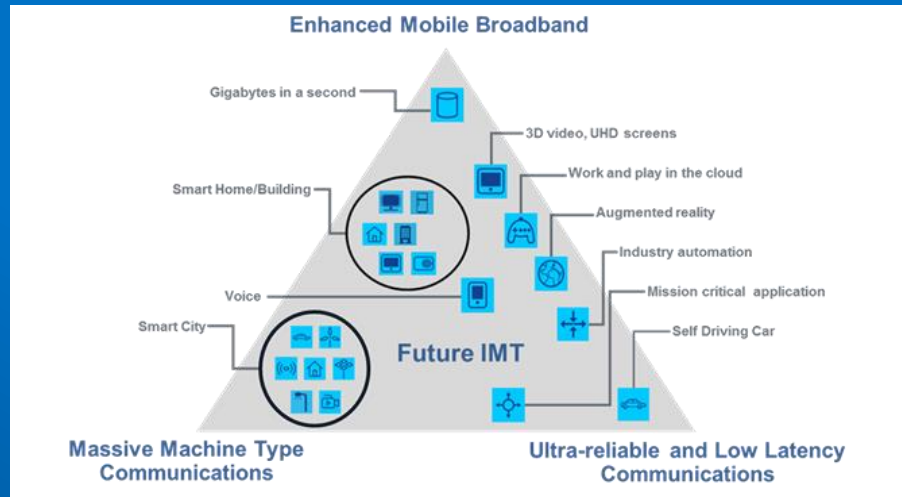 Enhanced Mobile Broadband
Gigabytes in a second
3D video, UHD screens
Work and play in the cloud
Smart Home/Building
Augmented reality
Industry automation
Voice
Mission critical application
Smart City
Self Driving Car
Future IMT
Massive Machine Type
Communications
Ultra-reliable and Low Latency
Communications